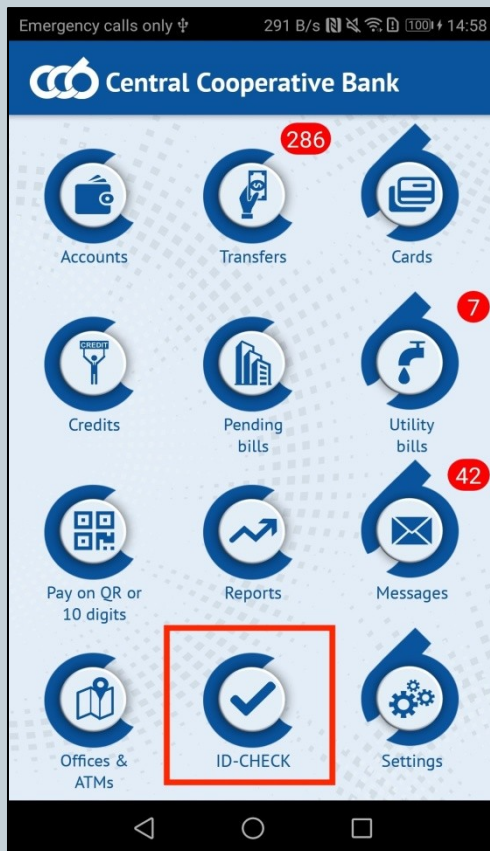 Emergency calls only 291 B/s 100 14:58
CCB Central Cooperative Bank
286
Accounts Transfers Cards
7
CREDIT
Credits Pending bills Utility bills
42
Pay on QR or 10 digits Reports Messages
Offices & ATMs ID-CHECK Settings